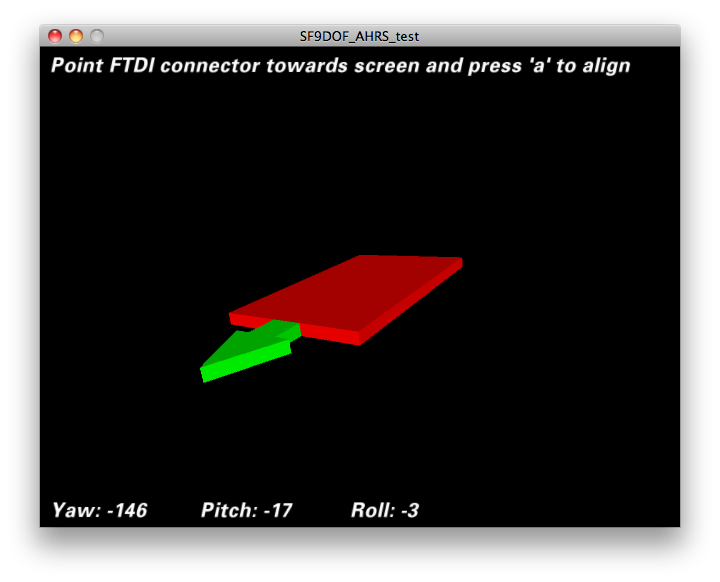 SF9DOF_AHRS_test
Point FTDI connector towards screen and press 'a' to align
Yaw: -146 Pitch: -17 Roll: -3